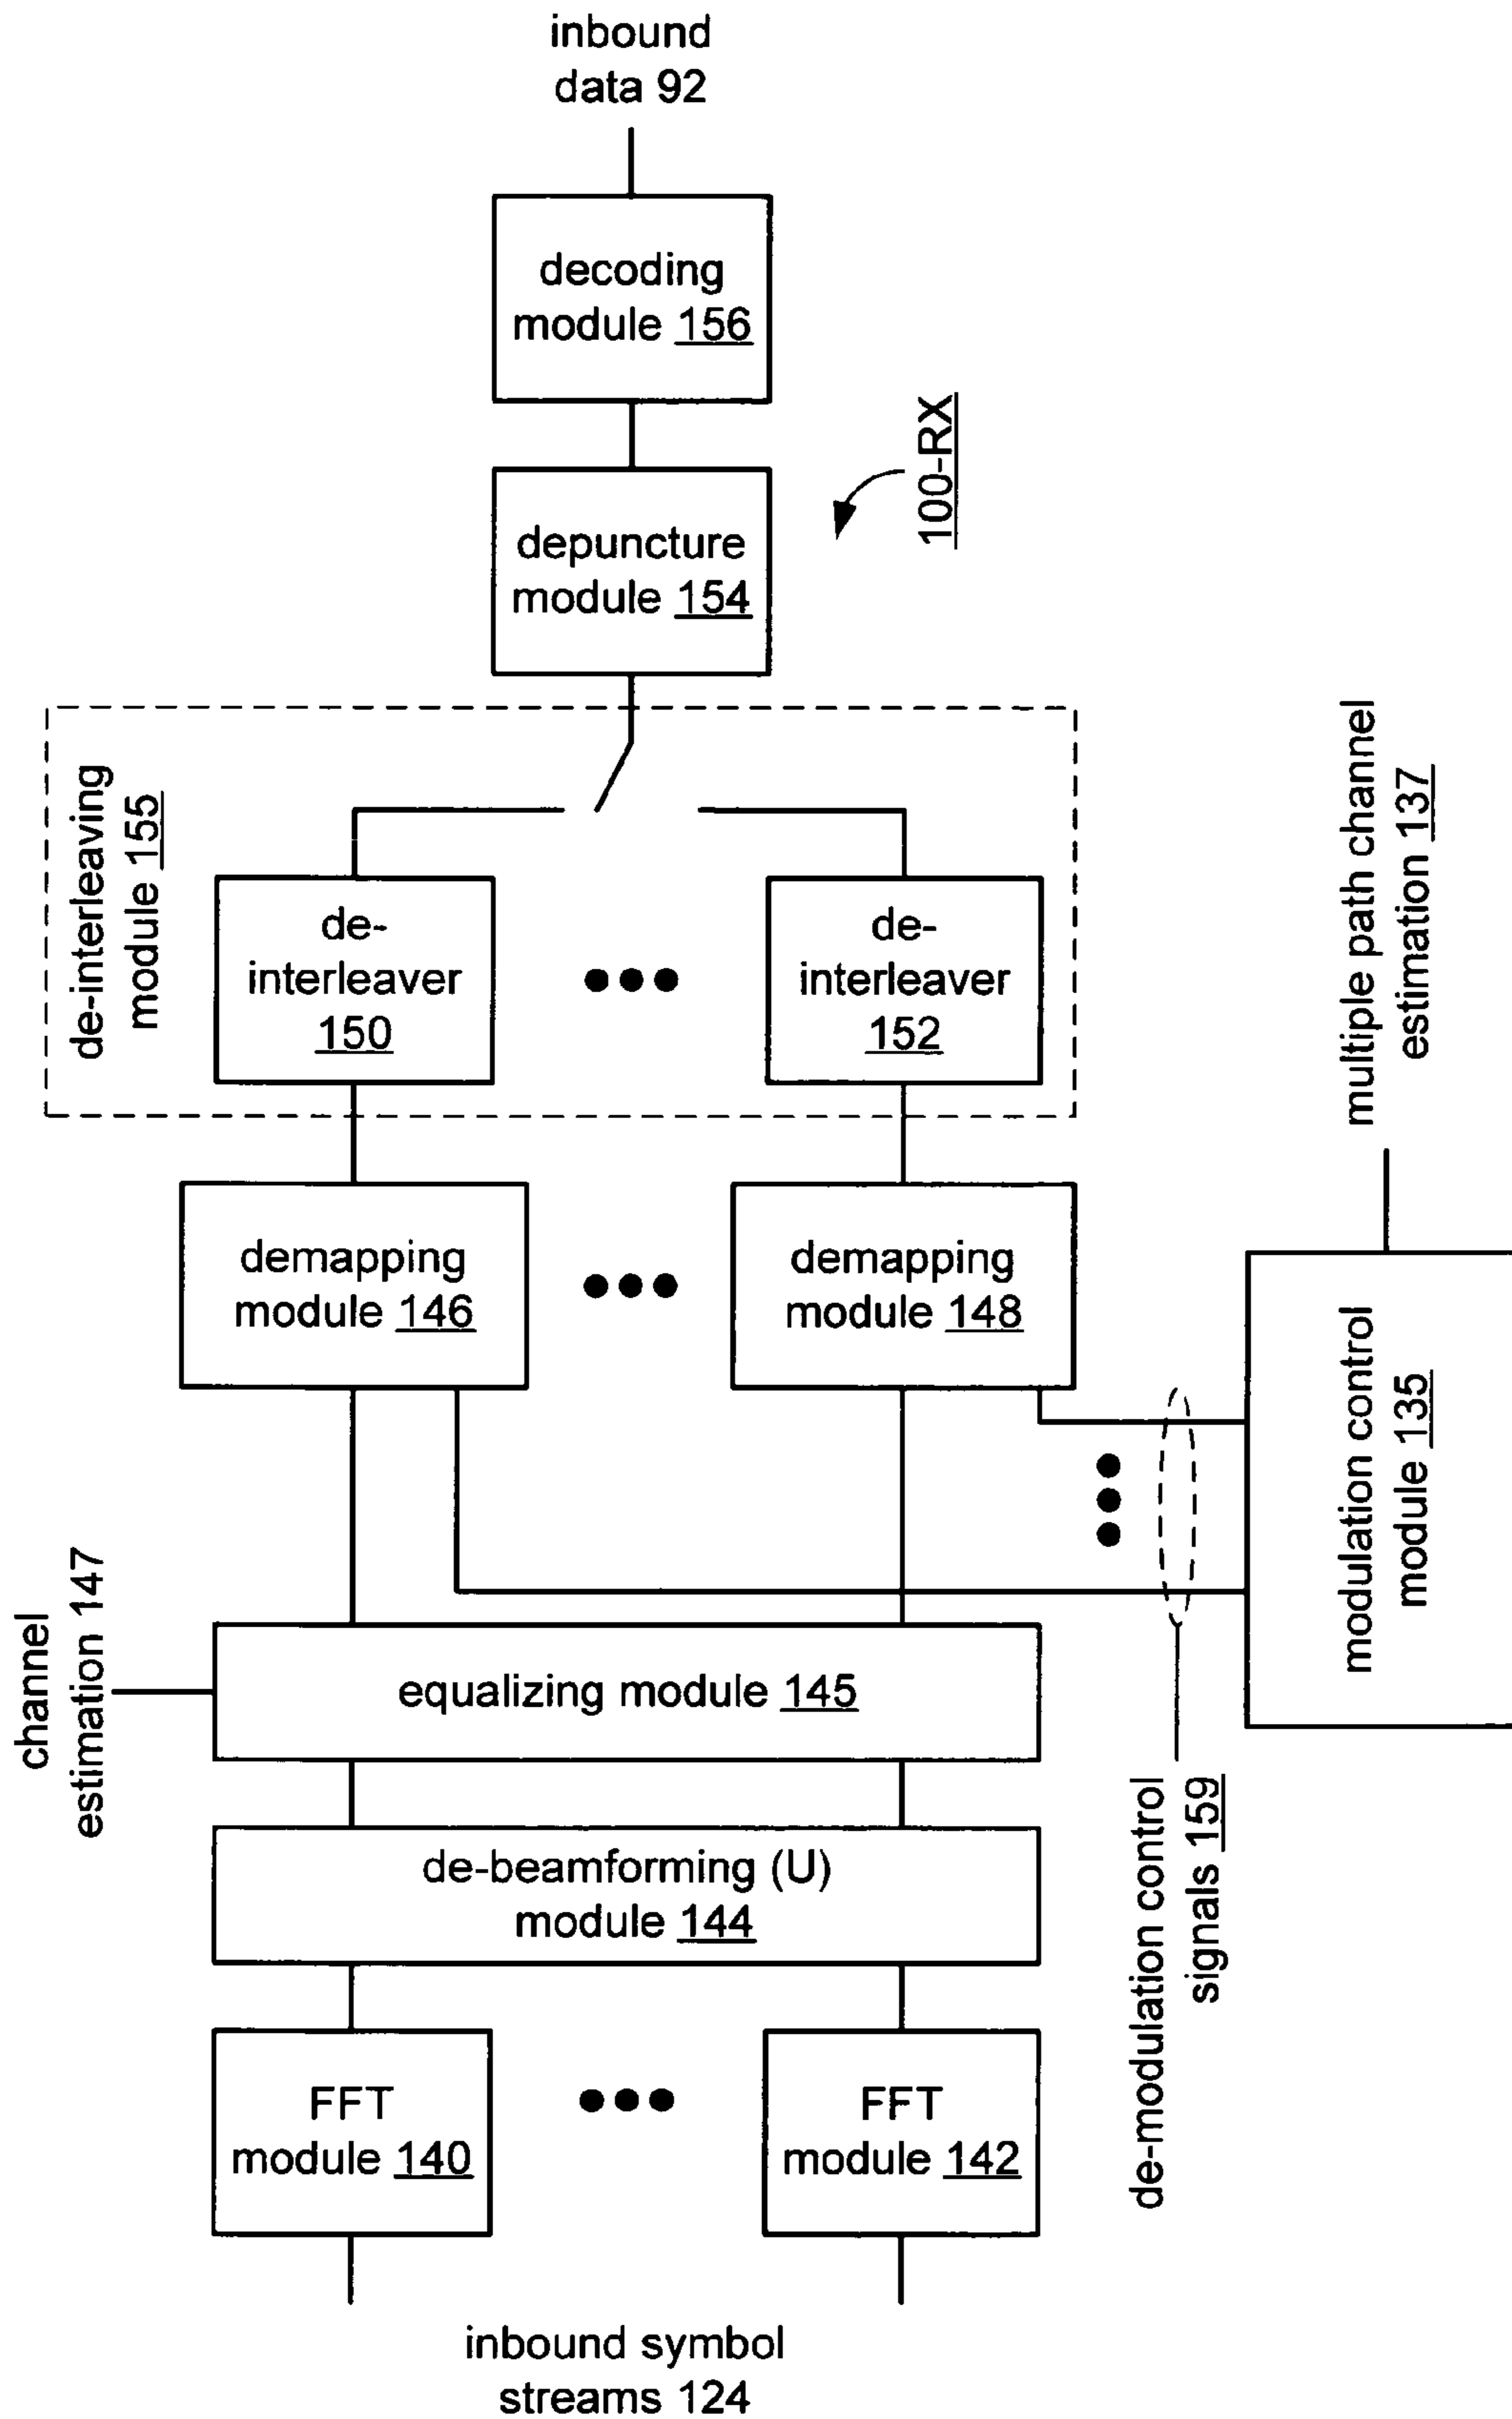 inbound
data 92
decoding
module 156
100-RX
depuncture
module 154
de-interleaving
module 155
de-
interleaver
150
de-
interleaver
152
multiple path channel
estimation 137
demapping
module 146
demapping
module 148
modulation control
module 135
channel
estimation 147
equalizing module 145
de-beamforming (U)
module 144
de-modulation control
signals 159
FFT
module 140
FFT
module 142
inbound symbol
streams 124